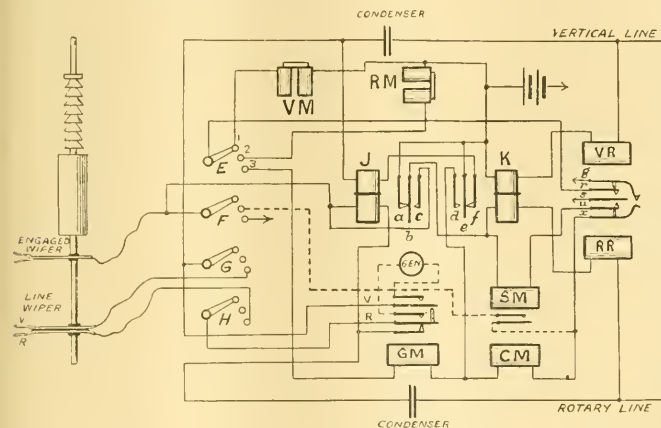 CONDENSER
VERTICAL LINE
VM
RM
1
2
3
E
J
K
VR
g
r
s
u
x
a
b
c
d
e
f
F
ENGAGED
WIPER
GEN
RR
G
LINE
WIPER
V
R
H
V
R
SM
GM
CM
ROTARY LINE
CONDENSER